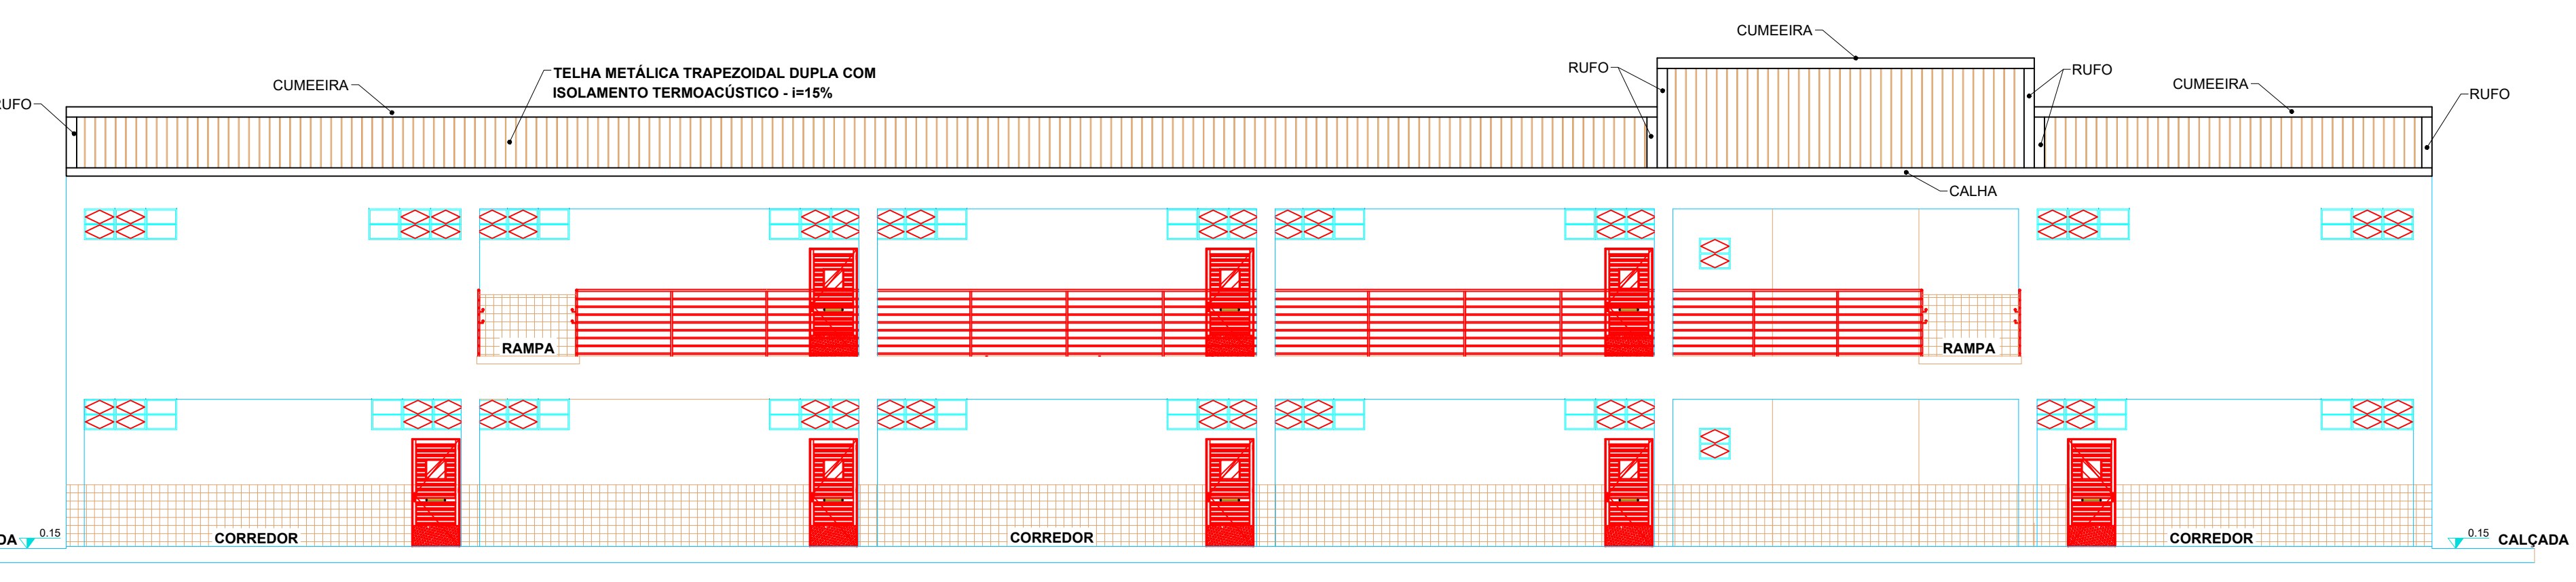 CUMEEIRA
RUFO
RUFO
CUMEEIRA
TELHA METÁLICA TRAPEZOIDAL DUPLA COM
ISOLAMENTO TERMOACÚSTICO - i=15%
CUMEEIRA
RUFO
RUFO
CALHA
RAMPA
RAMPA
0.15
CORREDOR
CORREDOR
CORREDOR
0.15
CALÇADA